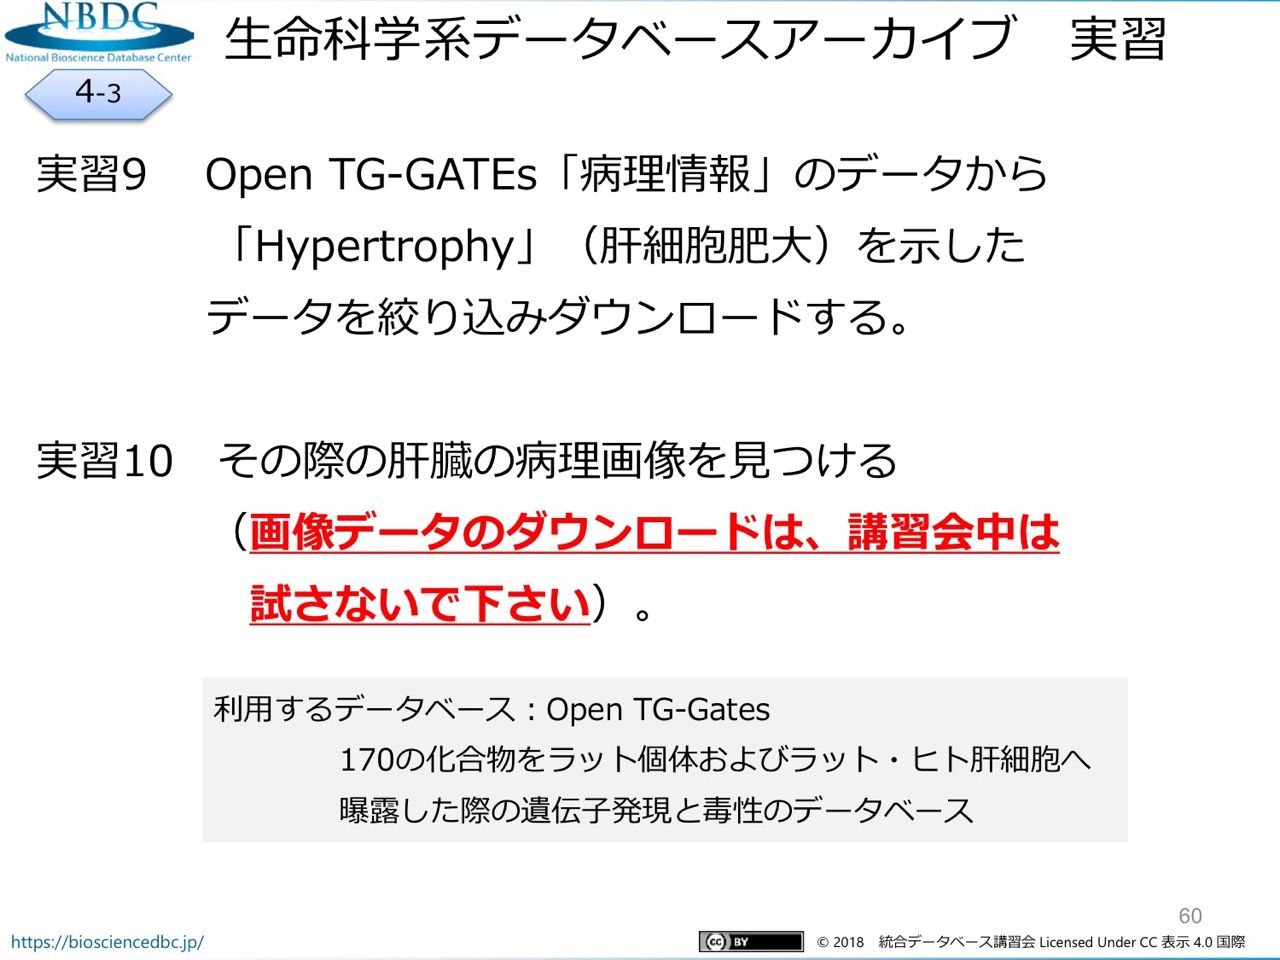 NBDC
National Bioscience Database Center
生命科学系データベースアーカイブ　実習
4-3
実習9　Open TG-GATEs「病理情報」のデータから
「Hypertrophy」（肝細胞肥大）を示した
データを絞り込みダウンロードする。
実習10　その際の肝臓の病理画像を見つける
（画像データのダウンロードは、講習会中は
試さないで下さい）。
利用するデータベース：Open TG-Gates
170の化合物をラット個体およびラット・ヒト肝細胞へ
曝露した際の遺伝子発現と毒性のデータベース
60
https://biosciencedbc.jp/
cc BY
© 2018　統合データベース講習会 Licensed Under CC 表示 4.0 国際